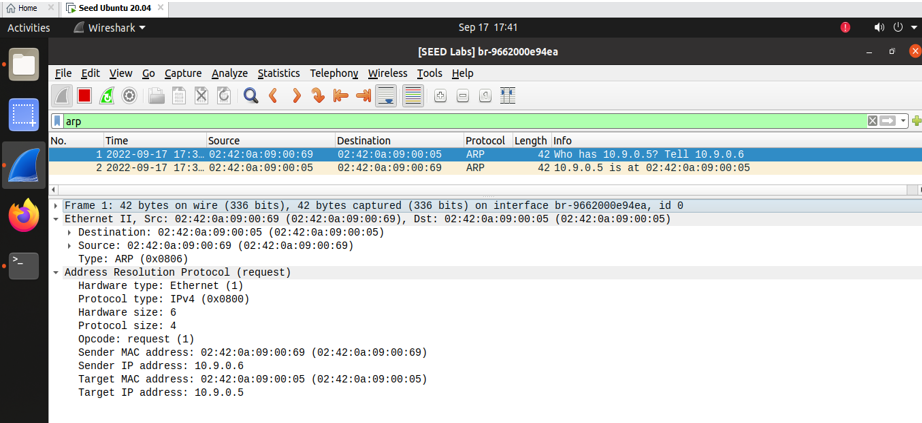 Home Seed Ubuntu 20.04
Activities Wireshark Sep 17 17:41
[SEED Labs] br-9662000e94ea
File Edit View Go Capture Analyze Statistics Telephony Wireless Tools Help
arp
No. Time Source Destination Protocol Length Info
1 2022-09-17 17:3… 02:42:0a:09:00:69 02:42:0a:09:00:05 ARP 42 Who has 10.9.0.5? Tell 10.9.0.6
2 2022-09-17 17:3… 02:42:0a:09:00:05 02:42:0a:09:00:69 ARP 42 10.9.0.5 is at 02:42:0a:09:00:05
Frame 1: 42 bytes on wire (336 bits), 42 bytes captured (336 bits) on interface br-9662000e94ea, id 0
Ethernet II, Src: 02:42:0a:09:00:69 (02:42:0a:09:00:69), Dst: 02:42:0a:09:00:05 (02:42:0a:09:00:05)
Destination: 02:42:0a:09:00:05 (02:42:0a:09:00:05)
Source: 02:42:0a:09:00:69 (02:42:0a:09:00:69)
Type: ARP (0x0806)
Address Resolution Protocol (request)
Hardware type: Ethernet (1)
Protocol type: IPv4 (0x0800)
Hardware size: 6
Protocol size: 4
Opcode: request (1)
Sender MAC address: 02:42:0a:09:00:69 (02:42:0a:09:00:69)
Sender IP address: 10.9.0.6
Target MAC address: 02:42:0a:09:00:05 (02:42:0a:09:00:05)
Target IP address: 10.9.0.5